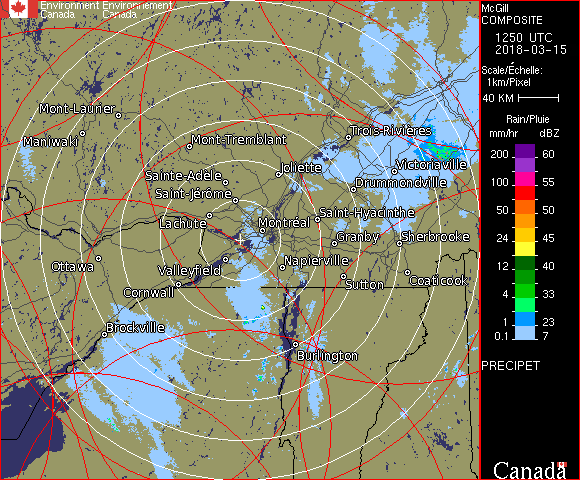 Environment Environnement
Canada Canada
McGill
COMPOSITE
1250 UTC
2018-03-15
Scale/Échelle:
1km/Pixel
40 KM
Rain/Pluie
mm/hr dBZ
200 60
100 55
50 50
24 45
12 40
4 33
1 23
0.1 7
PRECIPET
Canada
Mont-Laurier
Maniwaki
Mont-Tremblant
Trois-Rivières
Sainte-Adèle
Joliette
Victoriaville
Saint-Jérôme
Drummondville
Lachute
Montréal
Saint-Hyacinthe
Granby
Sherbrooke
Ottawa
Valleyfield
Napierville
Cornwall
Sutton
Coaticook
Brockville
Burlington